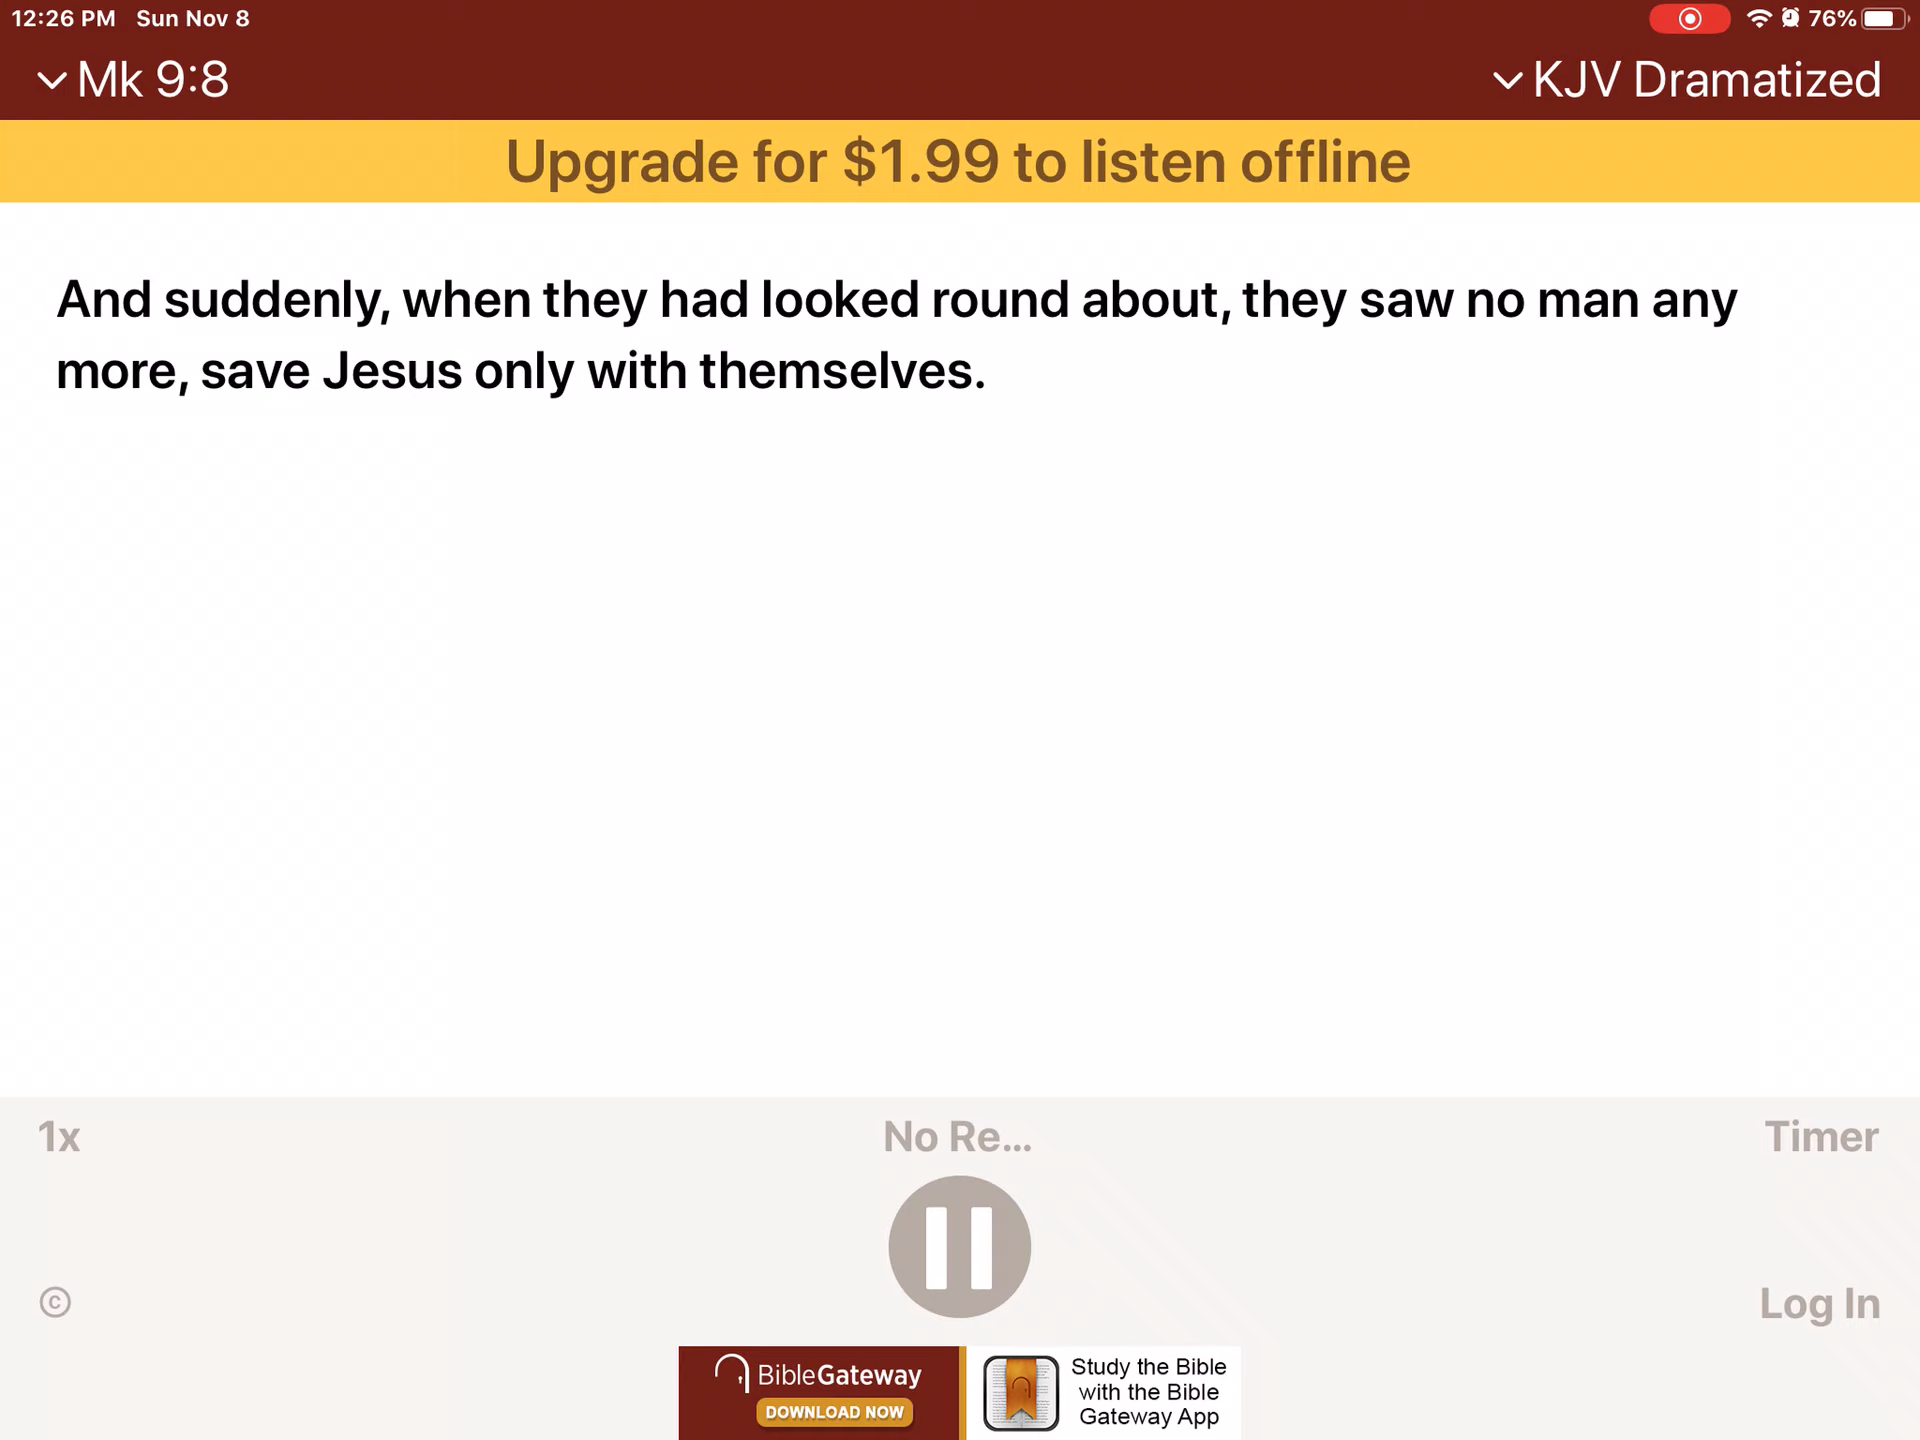 12:26 PM Sun Nov 8 76%
Mk 9:8 KJV Dramatized
Upgrade for $1.99 to listen offline
And suddenly, when they had looked round about, they saw no man any
more, save Jesus only with themselves.
1x No Re... Timer
© Log In
BibleGateway
DOWNLOAD NOW
Study the Bible
with the Bible
Gateway App